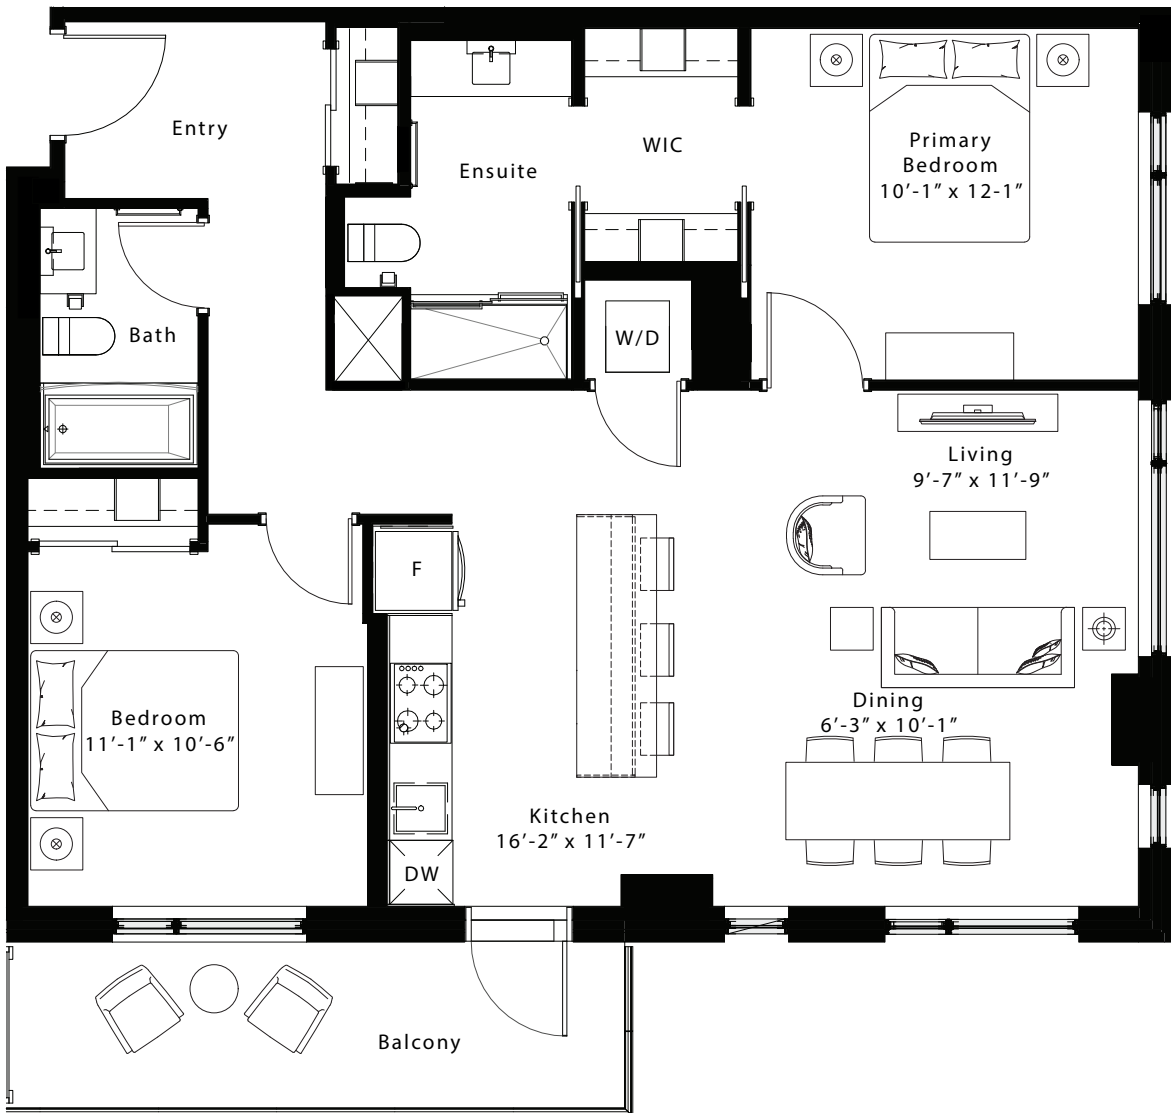 Entry
Ensuite
WIC
Primary
Bedroom
10’-1” x 12-1”
Bath
W/D
Living
9’-7” x 11’-9”
F
Bedroom
11’-1” x 10’-6”
Dining
6’-3” x 10’-1”
Kitchen
16’-2” x 11’-7”
DW
Balcony